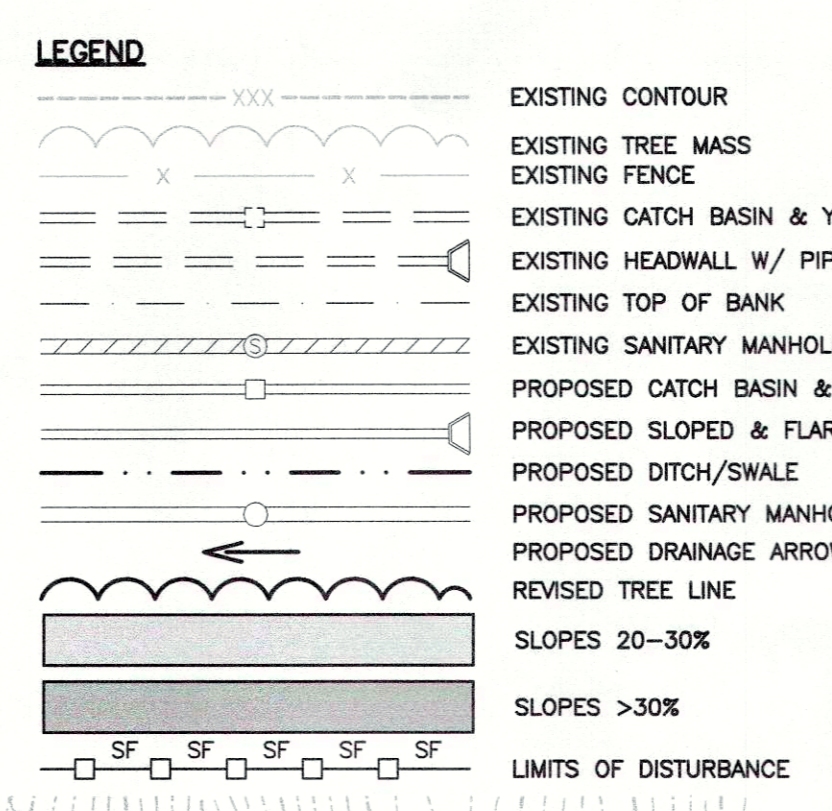 LEGEND
XXX EXISTING CONTOUR
EXISTING TREE MASS
X X EXISTING FENCE
EXISTING CATCH BASIN &
EXISTING HEADWALL W/
EXISTING TOP OF BANK
S EXISTING SANITARY
PROPOSED CATCH BASIN &
PROPOSED SLOPED &
PROPOSED DITCH/SWALE
PROPOSED SANITARY
PROPOSED DRAINAGE
REVISED TREE LINE
SLOPES 20-30%
SLOPES >30%
SF SF SF SF SF
LIMITS OF DISTURBANCE